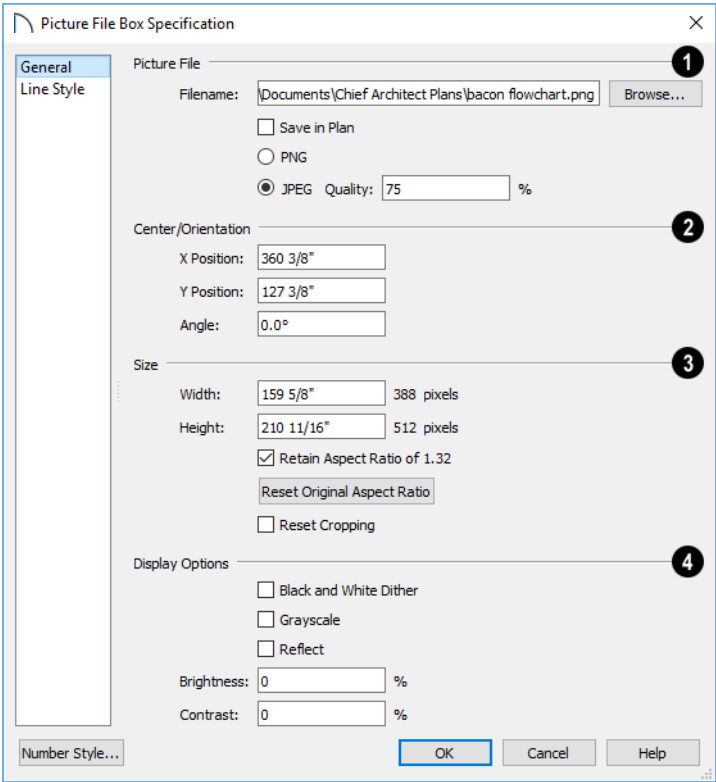 Picture File Box Specification
General
Line Style
Picture File 1
Filename: \Documents\Chief Architect Plans\bacon flowchart.png Browse...
Save in Plan
PNG
JPEG Quality: 75 %
Center/Orientation 2
X Position: 360 3/8"
Y Position: 127 3/8"
Angle: 0.0°
Size 3
Width: 159 5/8" 388 pixels
Height: 210 11/16" 512 pixels
Retain Aspect Ratio of 1.32
Reset Original Aspect Ratio
Reset Cropping
Display Options 4
Black and White Dither
Grayscale
Reflect
Brightness: 0 %
Contrast: 0 %
Number Style... OK Cancel Help